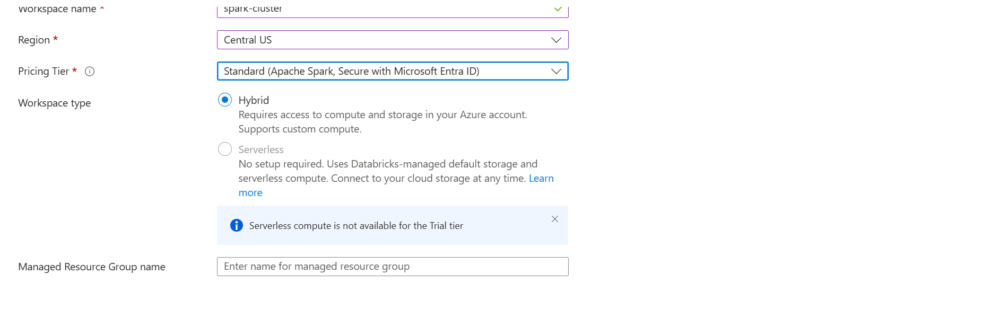 Workspace name *
spark-cluster
Region *
Central US
Pricing Tier *
Standard (Apache Spark, Secure with Microsoft Entra ID)
Workspace type
Hybrid
Requires access to compute and storage in your Azure account.
Supports custom compute.
Serverless
No setup required. Uses Databricks-managed default storage and
serverless compute. Connect to your cloud storage at any time. Learn
more
Serverless compute is not available for the Trial tier
Managed Resource Group name
Enter name for managed resource group